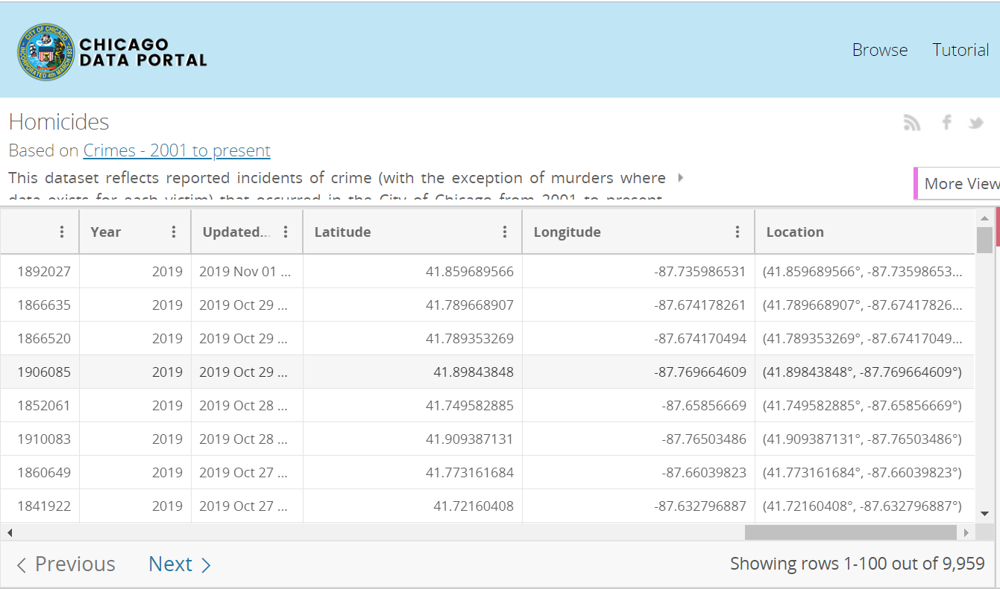 CITY OF CHICAGO
INCORPORATED 4th MARCH 1837
CHICAGO
DATA PORTAL
Browse Tutorial
Homicides
Based on Crimes - 2001 to present
This dataset reflects reported incidents of crime (with the exception of murders where
data exists for each victim) that occurred in the City of Chicago from 2001 to present,
More View
Year Updated... Latitude Longitude Location
1892027 2019 2019 Nov 01 ... 41.859689566 -87.735986531 (41.859689566°, -87.73598653...
1866635 2019 2019 Oct 29 ... 41.789668907 -87.674178261 (41.789668907°, -87.67417826...
1866520 2019 2019 Oct 29 ... 41.789353269 -87.674170494 (41.789353269°, -87.67417049...
1906085 2019 2019 Oct 29 ... 41.89843848 -87.769664609 (41.89843848°, -87.769664609°)
1852061 2019 2019 Oct 28 ... 41.749582885 -87.65856669 (41.749582885°, -87.65856669°)
1910083 2019 2019 Oct 28 ... 41.909387131 -87.76503486 (41.909387131°, -87.76503486°)
1860649 2019 2019 Oct 27 ... 41.773161684 -87.66039823 (41.773161684°, -87.66039823°)
1841922 2019 2019 Oct 27 ... 41.72160408 -87.632796887 (41.72160408°, -87.632796887°)
Previous Next Showing rows 1-100 out of 9,959